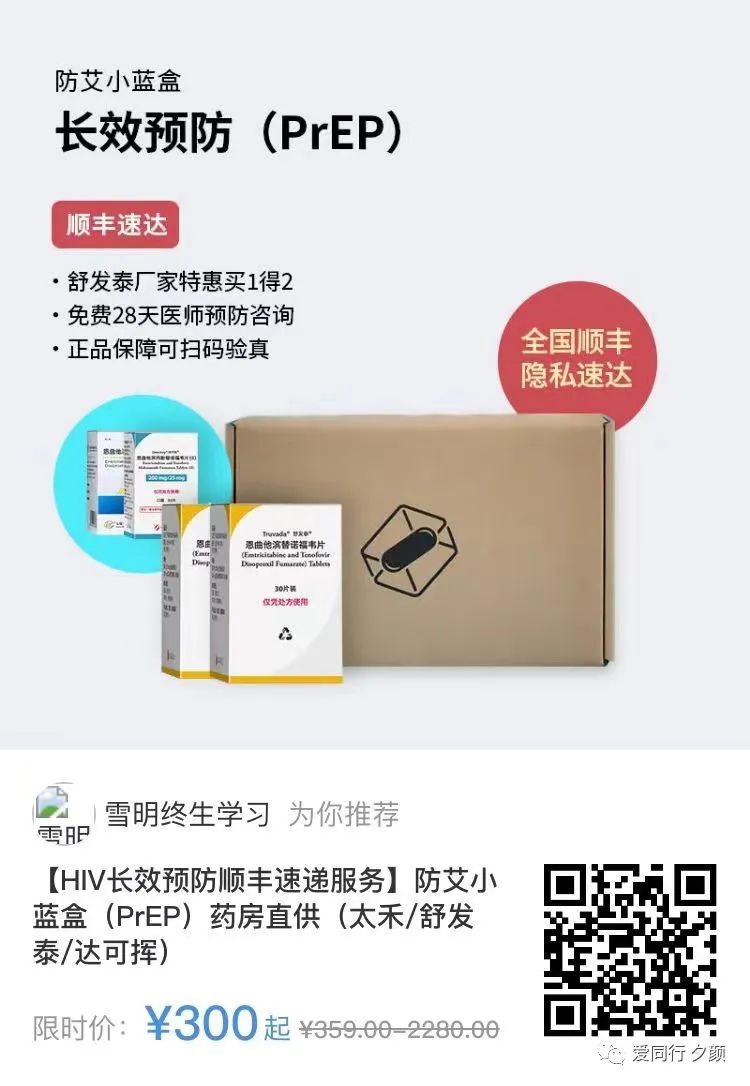 防艾小蓝盒
长效预防（PrEP）
顺丰速达
·舒发泰厂家特惠买1得2
·免费28天医师预防咨询
·正品保障可扫码验真
全国顺丰
隐私速达
200 mg/25 mg
Truvada® 舒发泰®
恩曲他滨替诺福韦片
(Emtricitabine and Tenofovir
Disoproxil Fumarate) Tablets
30片装
仅凭处方使用
雪明
雪明终生学习 为你推荐
【HIV长效预防顺丰速递服务】防艾小
蓝盒（PrEP）药房直供（太禾/舒发
泰/达可挥）
限时价：¥300起 ¥359.00-2280.00
爱同行 夕颜